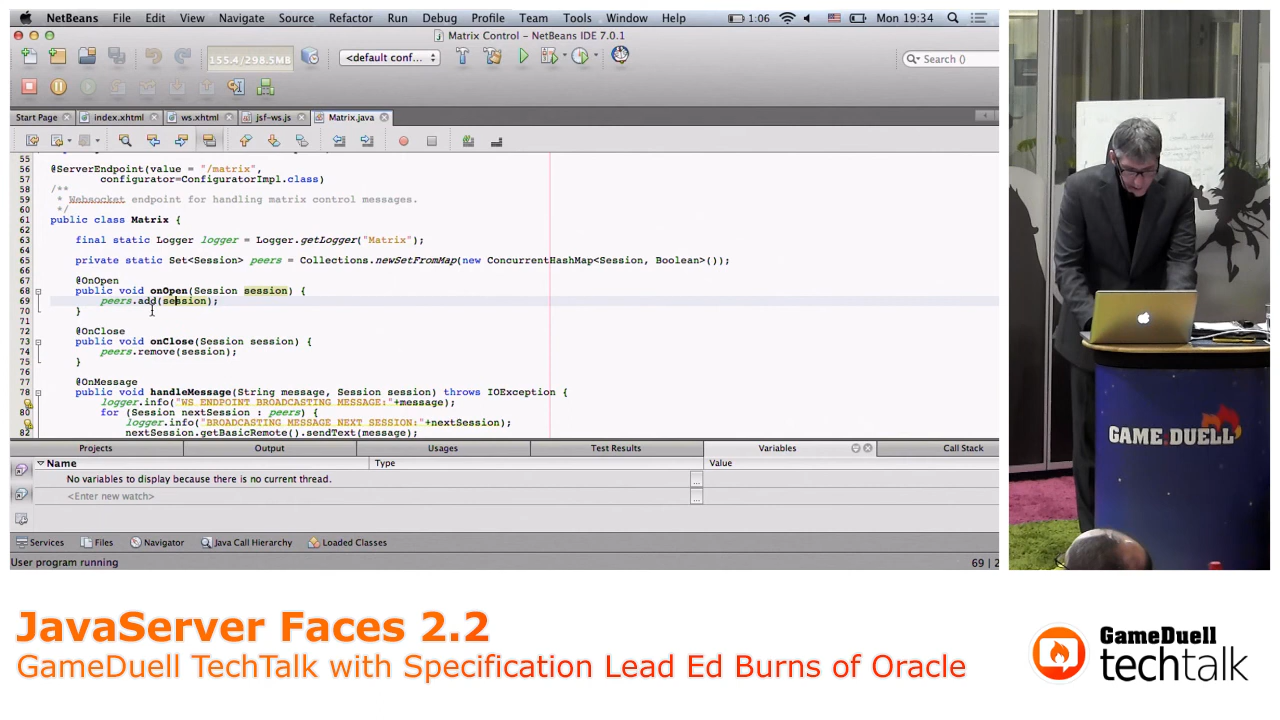 NetBeans File Edit View Navigate Source Refactor Run Debug Profile Team Tools Window Help 1:06 Mon 19:34
Matrix Control - NetBeans IDE 7.0.1
155.4/298.5MB <default conf... Search ()
Start Page index.xhtml ws.xhtml jsf-ws.js Matrix.java
55
56 @ServerEndpoint(value = "/matrix",
57 configurator=ConfiguratorImpl.class)
58 /**
59 * Websocket endpoint for handling matrix control messages.
60 */
61 public class Matrix {
62
63 final static Logger logger = Logger.getLogger("Matrix");
64
65 private static Set<Session> peers = Collections.newSetFromMap(new ConcurrentHashMap<Session, Boolean>());
66
67 @OnOpen
68 public void onOpen(Session session) {
69 peers.add(session);
70 }
71
72 @OnClose
73 public void onClose(Session session) {
74 peers.remove(session);
75 }
76
77 @OnMessage
78 public void handleMessage(String message, Session session) throws IOException {
logger.info("WS ENDPOINT BROADCASTING MESSAGE:"+message);
80 for (Session nextSession : peers) {
logger.info("BROADCASTING MESSAGE NEXT SESSION:"+nextSession);
82 nextSession.getBasicRemote().sendText(message);
Projects Output Usages Test Results Variables Call Stack
Name Type Value
No variables to display because there is no current thread. ...
<Enter new watch> ...
Services Files Navigator Java Call Hierarchy Loaded Classes
User program running 69 | 2
GAME DUELL
JavaServer Faces 2.2
GameDuell TechTalk with Specification Lead Ed Burns of Oracle
GameDuell
techtalk